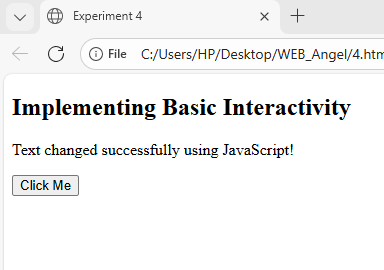 Experiment 4
File C:/Users/HP/Desktop/WEB_Angel/4.htm
Implementing Basic Interactivity
Text changed successfully using JavaScript!
Click Me